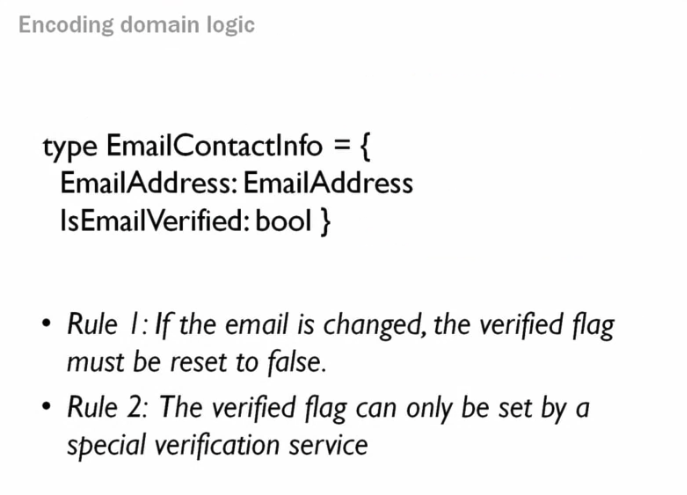 Encoding domain logic
type EmailContactInfo = {
EmailAddress: EmailAddress
IsEmailVerified: bool }
• Rule 1: If the email is changed, the verified flag
must be reset to false.
• Rule 2: The verified flag can only be set by a
special verification service